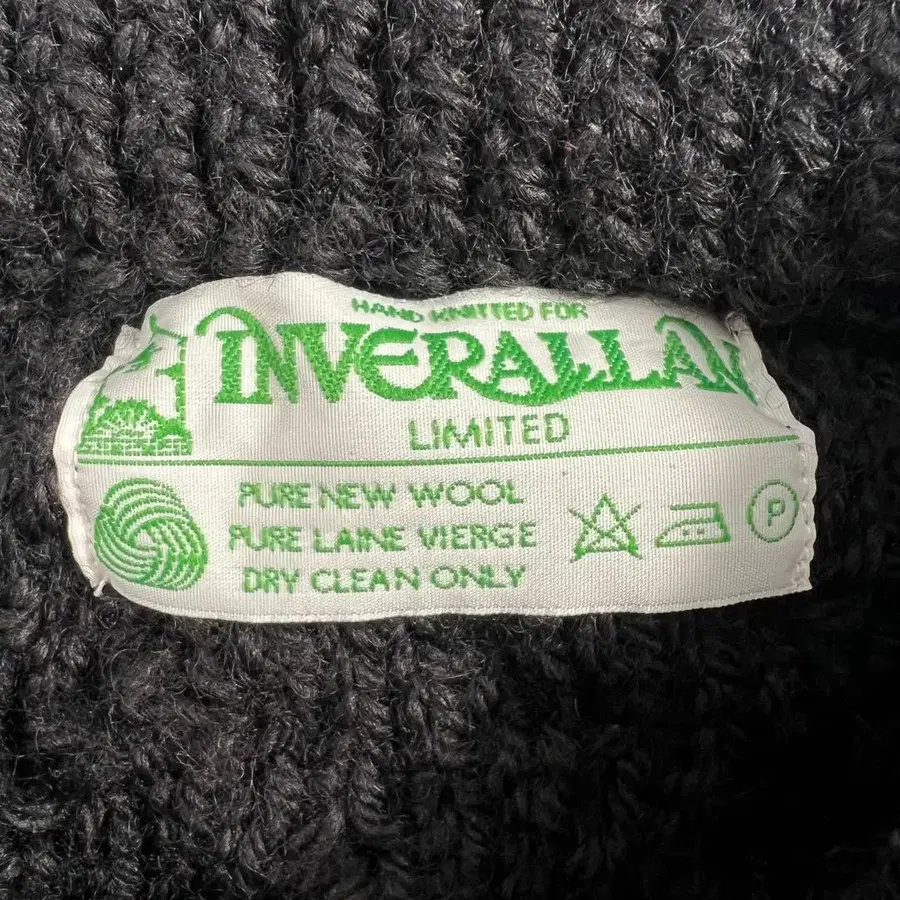 HAND KNITTED FOR
INVERALLAN
LIMITED
PURE NEW WOOL
PURE LAINE VIERGE
DRY CLEAN ONLY
P